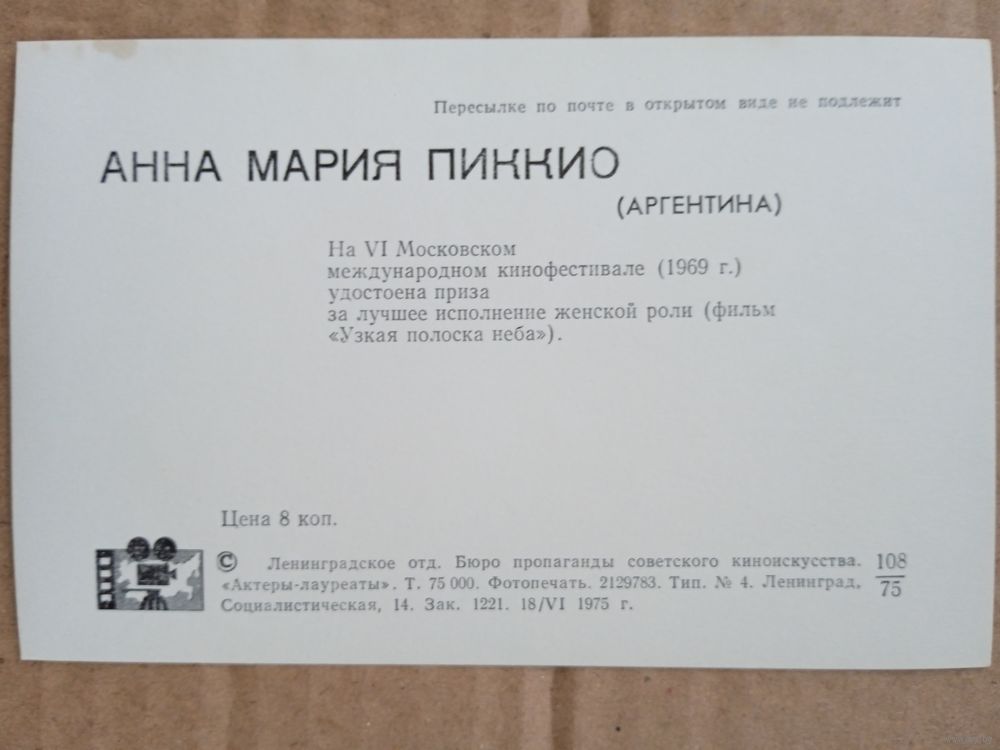 Пересылке по почте в открытом виде не подлежит
АННА МАРИЯ ПИККИО
(АРГЕНТИНА)
На VI Московском
международном кинофестивале (1969 г.)
удостоена приза
за лучшее исполнение женской роли (фильм
«Узкая полоска неба»).
Цена 8 коп.
© Ленинградское отд. Бюро пропаганды советского киноискусства.
«Актеры-лауреаты». Т. 75 000. Фотопечать. 2129783. Тип. № 4. Ленинград,
Социалистическая, 14. Зак. 1221. 18/VI 1975 г.
108
75